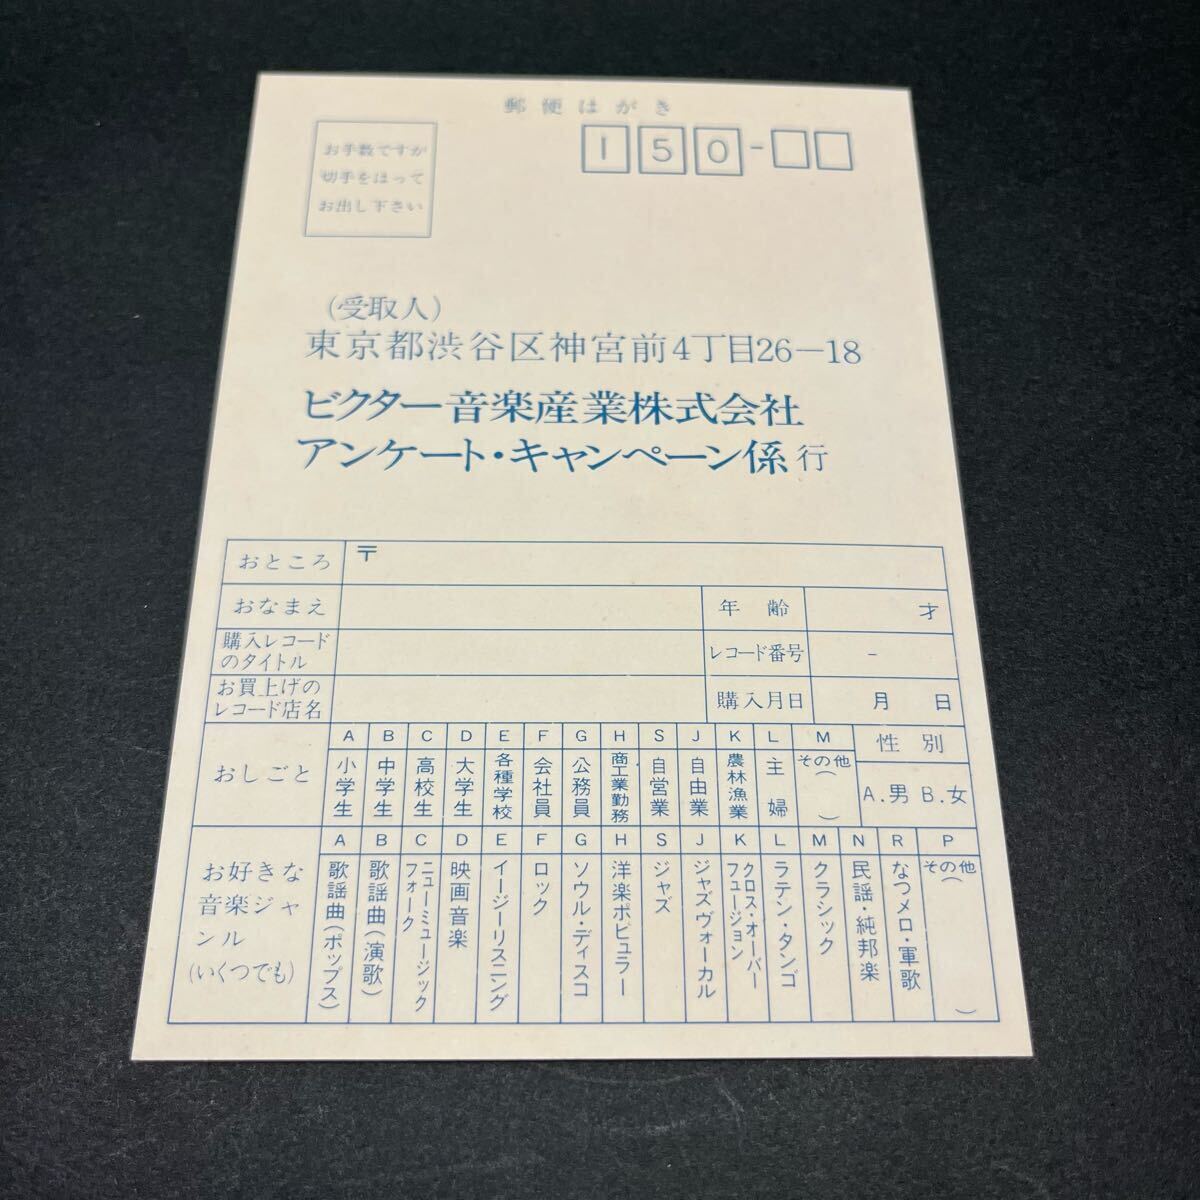 郵便はがき
お手数ですが
切手をはって
お出し下さい
150-
(受取人)
東京都渋谷区神宮前4丁目26-18
ビクター音楽産業株式会社
アンケート・キャンペーン係 行
おところ 〒
おなまえ 年齢 才
購入レコードのタイトル レコード番号 -
お買上げのレコード店名 購入月日 月 日
おしごと
A 小学生
B 中学生
C 高校生
D 大学生
E 各種学校
F 会社員
G 公務員
H 商工業勤務
S 自営業
J 自由業
K 農林漁業
L 主婦
M その他( )
性別
A.男 B.女
お好きな
音楽ジャ
ンル
(いくつでも)
A 歌謡曲(ポップス)
B 歌謡曲(演歌)
C ニューミュージック フォーク
D 映画音楽
E イージーリスニング
F ロック
G ソウル・ディスコ
H 洋楽ポピュラー
S ジャズ
J ジャズヴォーカル
K クロス・オーバー フュージョン
L ラテン・タンゴ
M クラシック
N 民謡・純邦楽
R なつメロ・軍歌
P その他( )